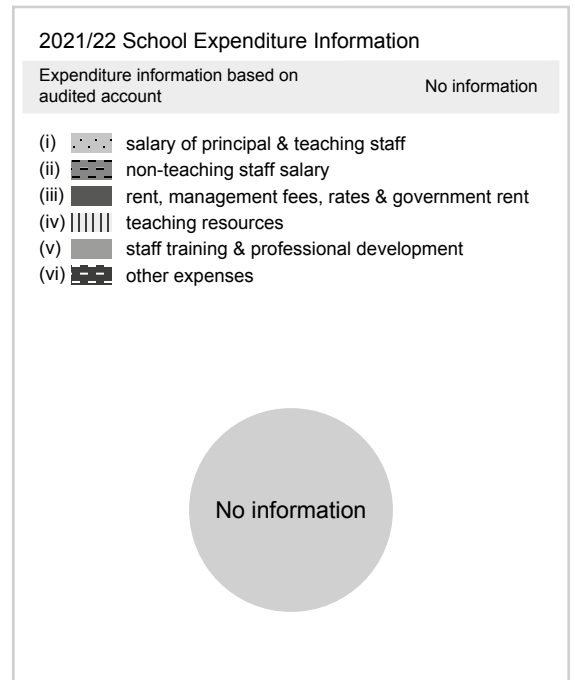 2021/22 School Expenditure Information
Expenditure information based on
audited account
No information
(i) salary of principal & teaching staff
(ii) non-teaching staff salary
(iii) rent, management fees, rates & government rent
(iv) teaching resources
(v) staff training & professional development
(vi) other expenses
No information